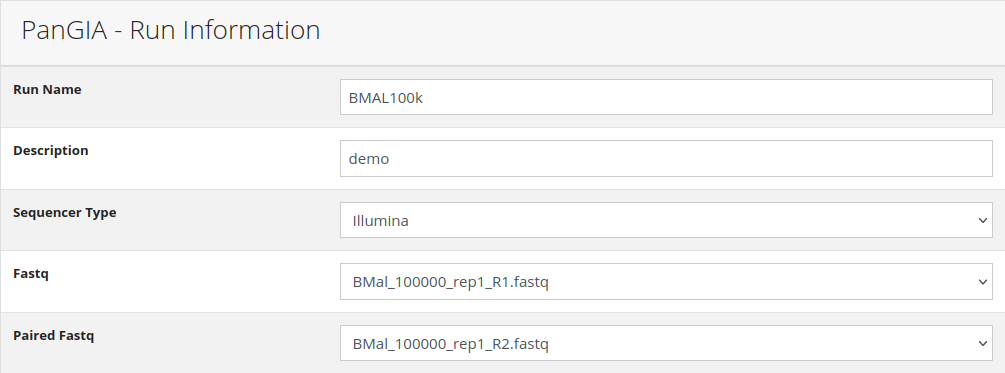 PanGIA - Run Information
Run Name
BMAL100k
Description
demo
Sequencer Type
Illumina
Fastq
BMal_100000_rep1_R1.fastq
Paired Fastq
BMal_100000_rep1_R2.fastq